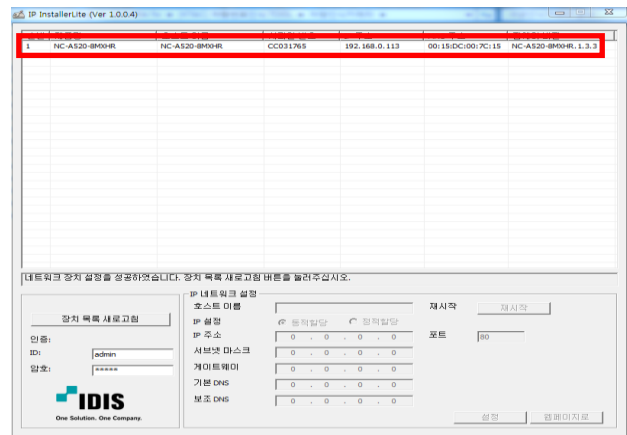 IP InstallerLite (Ver 1.0.0.4)
1 NC-A520-8MXHR NC-A520-8MXHR CC031765 192.168.0.113 00:15:DC:00:7C:15 NC-A520-8MXHR.1.3.3
네트워크 장치 설정을 성공하였습니다. 장치 목록 새로고침 버튼을 눌러주십시오.
장치 목록 새로고침
인증:
ID: admin
암호: *****
IDIS
One Solution. One Company.
IP 네트워크 설정
호스트 이름
재시작 재시작
IP 설정 동적할당 정적할당
IP 주소 0 . 0 . 0 . 0
포트 80
서브넷 마스크 0 . 0 . 0 . 0
게이트웨이 0 . 0 . 0 . 0
기본 DNS 0 . 0 . 0 . 0
보조 DNS 0 . 0 . 0 . 0
설정 웹페이지로